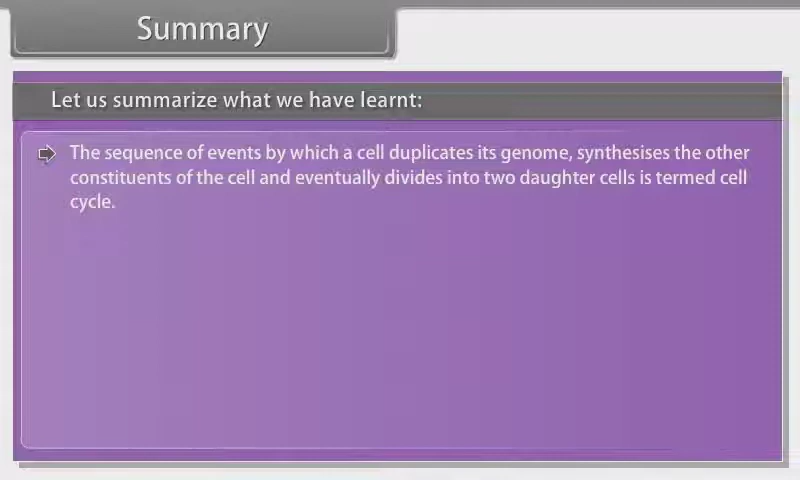 Summary
Let us summarize what we have learnt:
The sequence of events by which a cell duplicates its genome, synthesises the other
constituents of the cell and eventually divides into two daughter cells is termed cell
cycle.